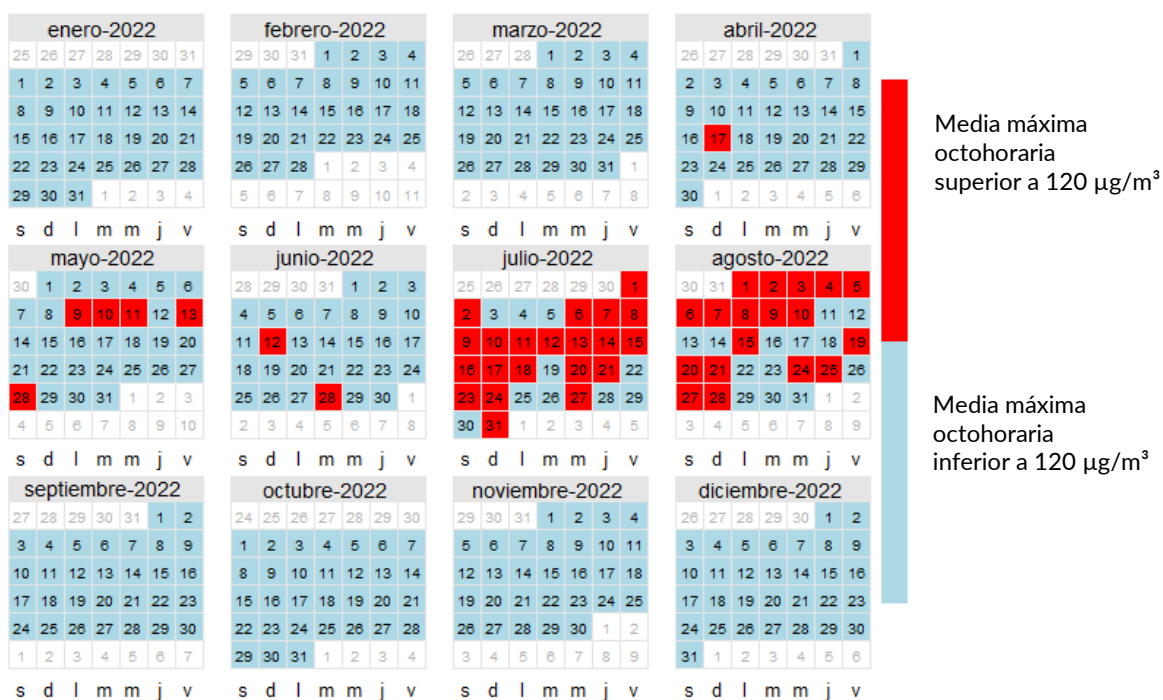 enero-2022
25 26 27 28 29 30 31
1 2 3 4 5 6 7
8 9 10 11 12 13 14
15 16 17 18 19 20 21
22 23 24 25 26 27 28
29 30 31 1 2 3 4
s d l m m j v
febrero-2022
29 30 31 1 2 3 4
5 6 7 8 9 10 11
12 13 14 15 16 17 18
19 20 21 22 23 24 25
26 27 28 1 2 3 4
5 6 7 8 9 10 11
s d l m m j v
marzo-2022
26 27 28 1 2 3 4
5 6 7 8 9 10 11
12 13 14 15 16 17 18
19 20 21 22 23 24 25
26 27 28 29 30 31 1
2 3 4 5 6 7 8
s d l m m j v
abril-2022
26 27 28 29 30 31 1
2 3 4 5 6 7 8
9 10 11 12 13 14 15
16 17 18 19 20 21 22
23 24 25 26 27 28 29
30 1 2 3 4 5 6
s d l m m j v
mayo-2022
30 1 2 3 4 5 6
7 8 9 10 11 12 13
14 15 16 17 18 19 20
21 22 23 24 25 26 27
28 29 30 31 1 2 3
4 5 6 7 8 9 10
s d l m m j v
junio-2022
28 29 30 31 1 2 3
4 5 6 7 8 9 10
11 12 13 14 15 16 17
18 19 20 21 22 23 24
25 26 27 28 29 30 1
2 3 4 5 6 7 8
s d l m m j v
julio-2022
25 26 27 28 29 30 1
2 3 4 5 6 7 8
9 10 11 12 13 14 15
16 17 18 19 20 21 22
23 24 25 26 27 28 29
30 31 1 2 3 4 5
s d l m m j v
agosto-2022
30 31 1 2 3 4 5
6 7 8 9 10 11 12
13 14 15 16 17 18 19
20 21 22 23 24 25 26
27 28 29 30 31 1 2
3 4 5 6 7 8 9
s d l m m j v
septiembre-2022
27 28 29 30 31 1 2
3 4 5 6 7 8 9
10 11 12 13 14 15 16
17 18 19 20 21 22 23
24 25 26 27 28 29 30
1 2 3 4 5 6 7
s d l m m j v
octubre-2022
24 25 26 27 28 29 30
1 2 3 4 5 6 7
8 9 10 11 12 13 14
15 16 17 18 19 20 21
22 23 24 25 26 27 28
29 30 31 1 2 3 4
s d l m m j v
noviembre-2022
29 30 31 1 2 3 4
5 6 7 8 9 10 11
12 13 14 15 16 17 18
19 20 21 22 23 24 25
26 27 28 29 30 1 2
3 4 5 6 7 8 9
s d l m m j v
diciembre-2022
26 27 28 29 30 1 2
3 4 5 6 7 8 9
10 11 12 13 14 15 16
17 18 19 20 21 22 23
24 25 26 27 28 29 30
31 1 2 3 4 5 6
s d l m m j v
Media máxima
octohoraria
superior a 120 µg/m³
Media máxima
octohoraria
inferior a 120 µg/m³